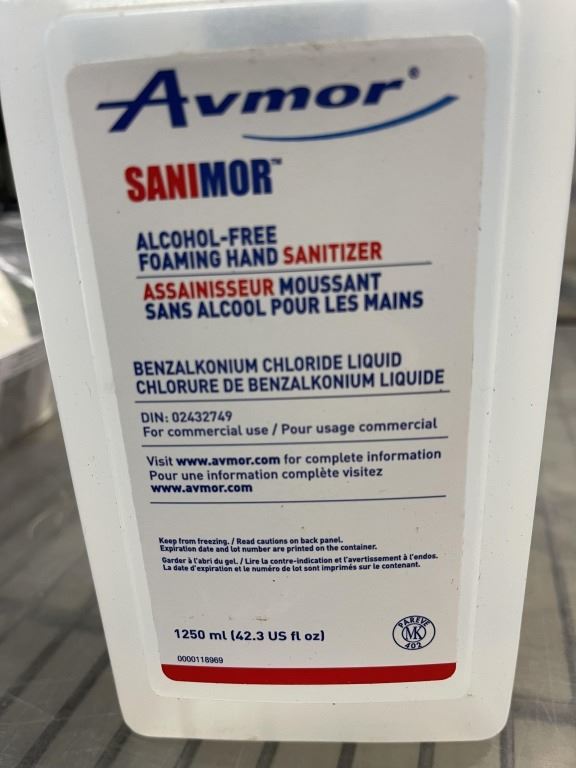 Avmor®
SANIMOR™
ALCOHOL-FREE
FOAMING HAND SANITIZER
ASSAINISSEUR MOUSSANT
SANS ALCOOL POUR LES MAINS
BENZALKONIUM CHLORIDE LIQUID
CHLORURE DE BENZALKONIUM LIQUIDE
DIN: 02432749
For commercial use / Pour usage commercial
Visit www.avmor.com for complete information
Pour une information complète visitez
www.avmor.com
Keep from freezing. / Read cautions on back panel.
Expiration date and lot number are printed on the container.
Garder à l'abri du gel. / Lire la contre-indication et l'avertissement à l'endos.
La date d'expiration et le numéro de lot sont imprimés sur le contenant.
1250 ml (42.3 US fl oz)
PAREVE
MK
402
0000118969